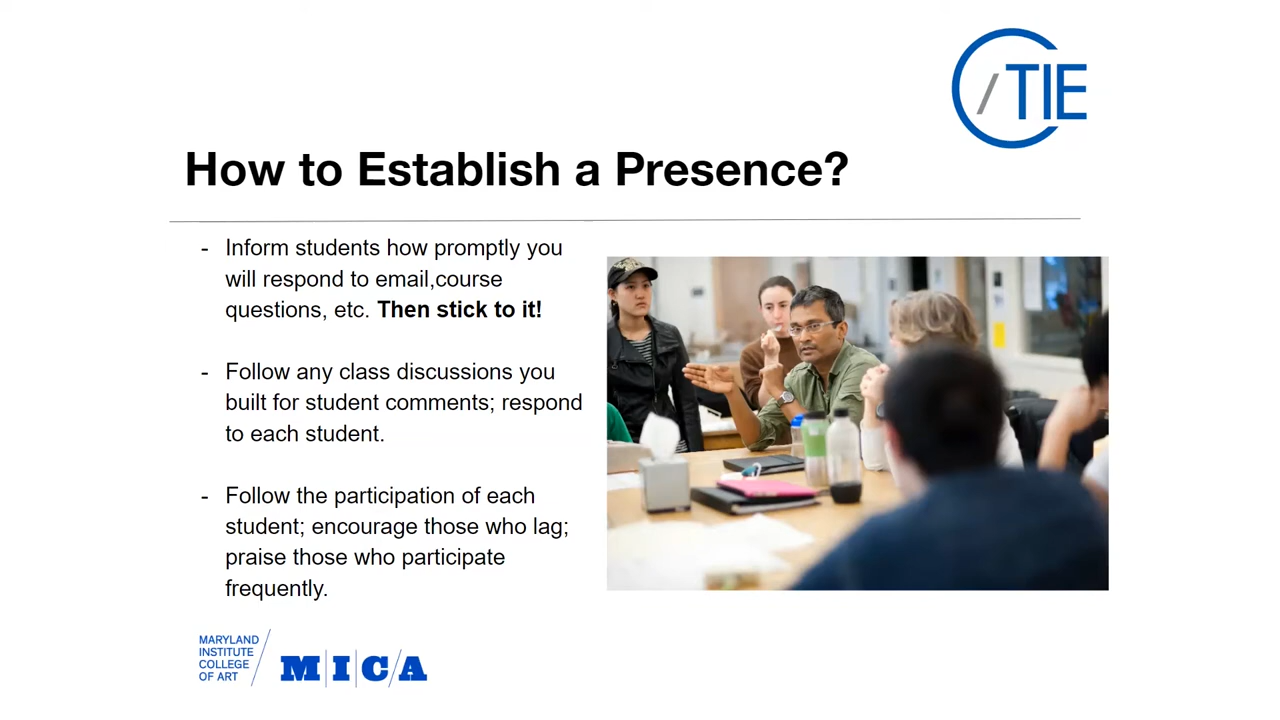 /TIE
How to Establish a Presence?
- Inform students how promptly you
will respond to email,course
questions, etc. Then stick to it!
- Follow any class discussions you
built for student comments; respond
to each student.
- Follow the participation of each
student; encourage those who lag;
praise those who participate
frequently.
MARYLAND
INSTITUTE
COLLEGE
OF ART
M|I|C/A